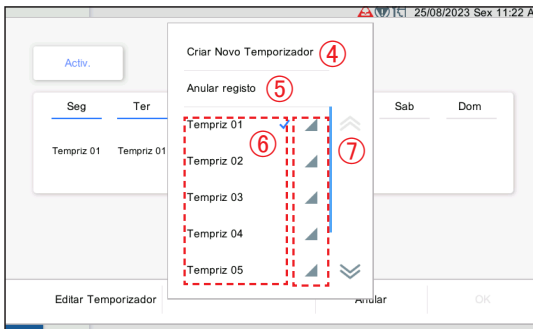 25/08/2023 Sex 11:22 A
Criar Novo Temporizador ④
Activ.
Anular registo ⑤
Seg Ter Sab Dom
Tempriz 01 ⑥ ⑦
Tempriz 01 Tempriz 01
Tempriz 02
Tempriz 03
Tempriz 04
Tempriz 05
Editar Temporizador Anular OK